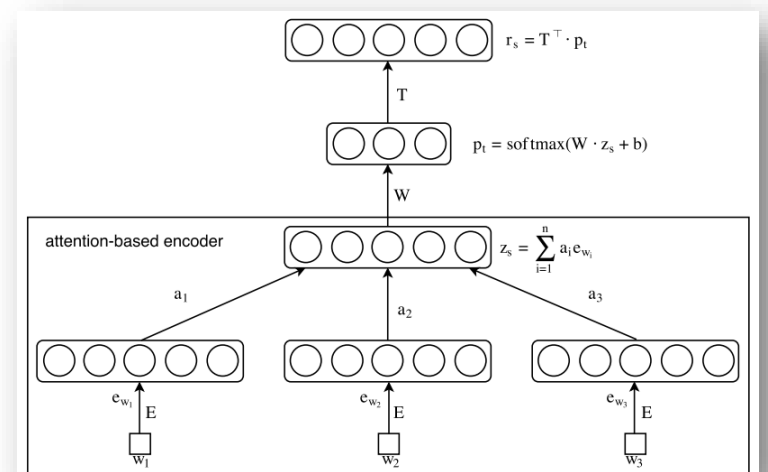 r_s = T^⊤ · p_t
T
p_t = softmax(W · z_s + b)
W
attention-based encoder
z_s = ∑_{i=1}^{n} a_i e_{w_i}
a_1
a_2
a_3
e_{w_1}
E
e_{w_2}
E
e_{w_3}
E
w_1
w_2
w_3